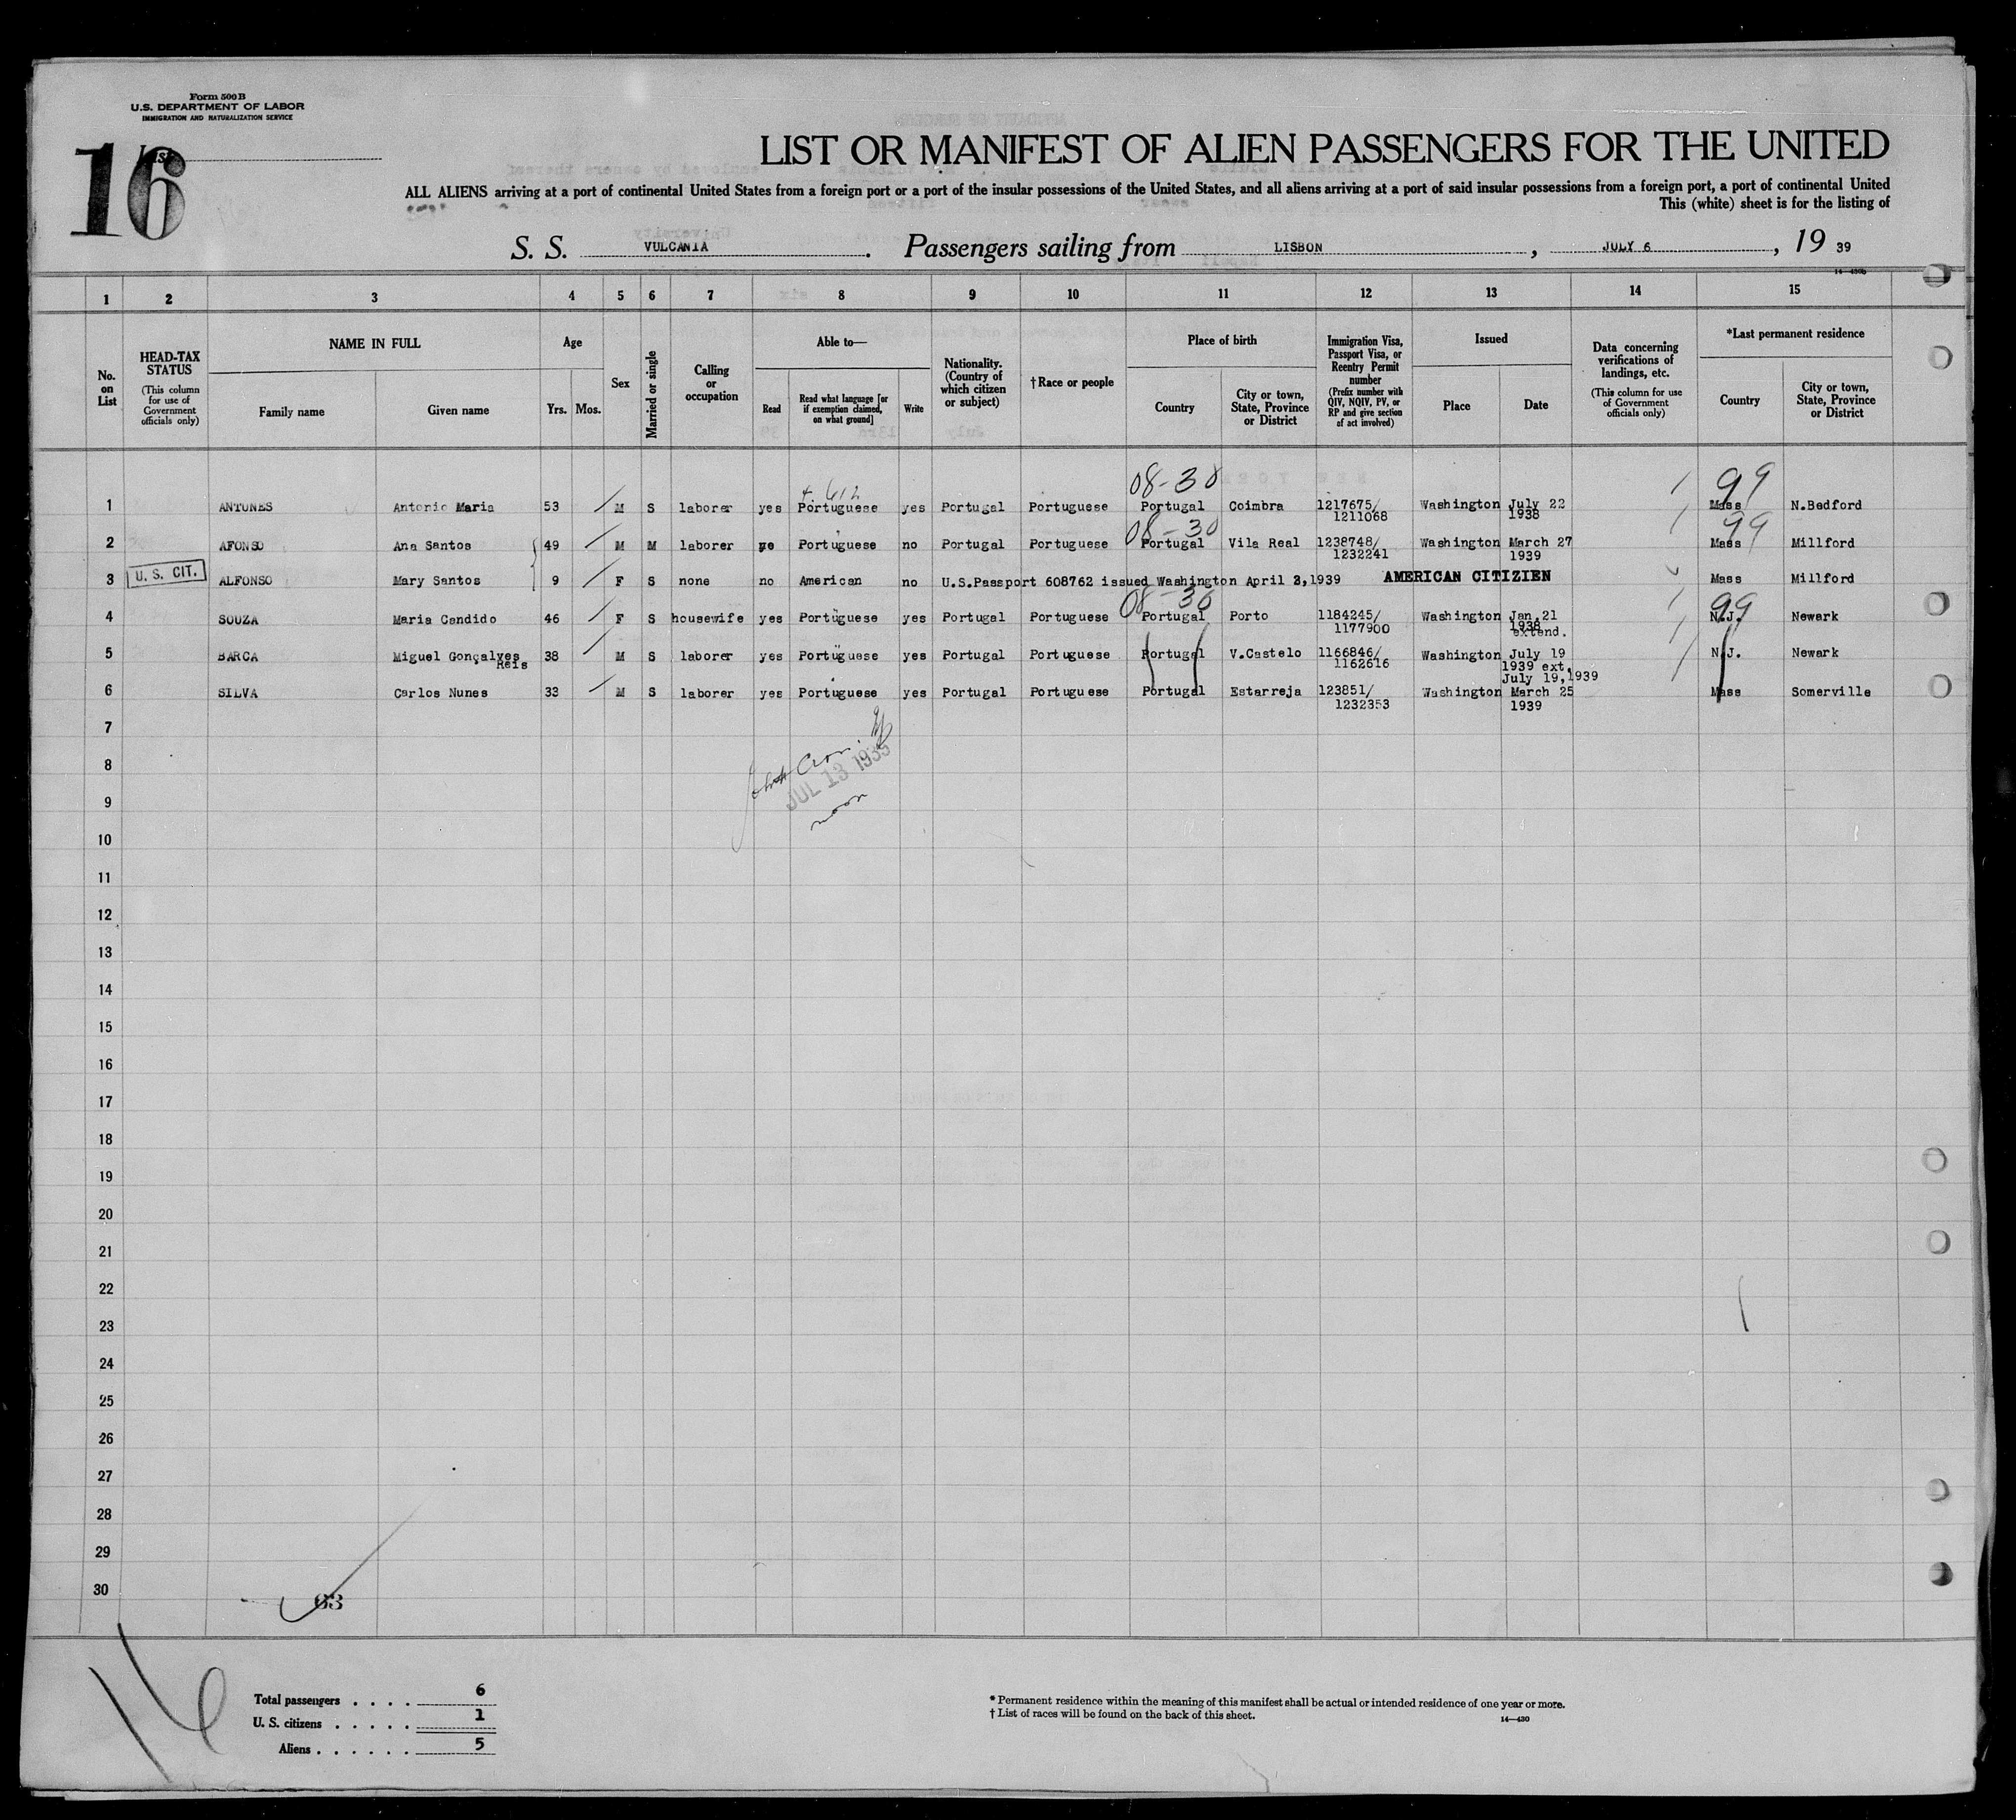 Form 500 B
U.S. DEPARTMENT OF LABOR
IMMIGRATION AND NATURALIZATION SERVICE
List
16
LIST OR MANIFEST OF ALIEN PASSENGERS FOR THE UNITED
ALL ALIENS arriving at a port of continental United States from a foreign port or a port of the insular possessions of the United States, and all aliens arriving at a port of said insular possessions from a foreign port, a port of continental United
This (white) sheet is for the listing of
S. S. VULCANIA. Passengers sailing from LISBON, JULY 6, 19 39
14—430b
1 2 3 4 5 6 7 8 9 10 11 12 13 14 15
No. on List
HEAD-TAX STATUS
(This column for use of Government officials only)
NAME IN FULL
Family name
Given name
Age
Yrs. Mos.
Sex
Married or single
Calling or occupation
Able to—
Read
Read what language [or if exemption claimed, on what ground]
Write
Nationality. (Country of which citizen or subject)
†Race or people
Place of birth
Country
City or town, State, Province or District
Immigration Visa, Passport Visa, or Reentry Permit number
(Prefix number with QIV, NQIV, PV, or RP and give section of act involved)
Issued
Place
Date
Data concerning verifications of landings, etc.
(This column for use of Government officials only)
*Last permanent residence
Country
City or town, State, Province or District
08-30 99
1 ANTUNES Antonio Maria 53 M S laborer yes Portuguese yes Portugal Portuguese Portugal Coimbra 1217675/ Washington July 22 Mass N.Bedford
1211068 1938
08-30 99
2 AFONSO Ana Santos 49 M M laborer Portuguese no Portugal Portuguese Portugal Vila Real 1238748/ Washington March 27 Mass Millford
1232241 1939
3 U. S. CIT. ALFONSO Mary Santos 9 F S none no American no U.S.Passport 608762 issued Washington April 3,1939 AMERICAN CITIZIEN Mass Millford
08-30 99
4 SOUZA Maria Candido 46 F S housewife yes Portuguese yes Portugal Portuguese Portugal Porto 1184245/ Washington Jan.21 N.J. Newark
1177900 1938
extend.
5 BARCA Miguel Gonçalves 38 M S laborer yes Portuguese yes Portugal Portuguese Portugal V.Castelo 1166846/ Washington July 19 N.J. Newark
Reis 1162616 1939 ext.
July 19,1939
6 SILVA Carlos Nunes 33 M S laborer yes Portuguese yes Portugal Portuguese Portugal Estarreja 123851/ Washington March 25 Mass Somerville
1232353 1939
7
8
JUL 13 1939
9
noon
10
11
12
13
14
15
16
17
18
19
20
21
22
23
24
25
26
27
28
29
30
63
16
Total passengers . . . . 6
U. S. citizens . . . . . 1
Aliens . . . . . . 5
* Permanent residence within the meaning of this manifest shall be actual or intended residence of one year or more.
† List of races will be found on the back of this sheet.
14—430